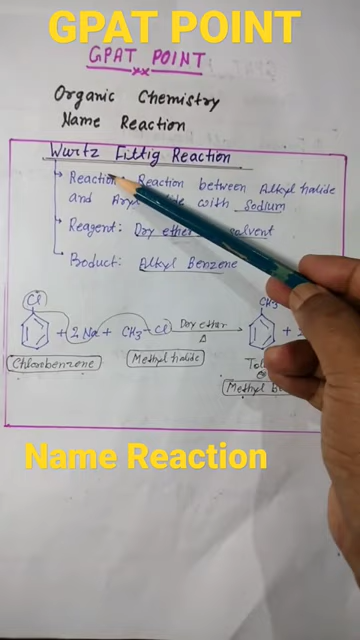 GPAT POINT
GPAT POINT
Organic Chemistry
Name Reaction
Wurtz Fittig Reaction
Reaction: Reaction between Alkyl halide
and Aryl halide with Sodium
Reagent: Dry ether solvent
Product: Alkyl Benzene
Cl CH3
+ 2 Na + CH3-Cl Dry ether Δ +
Chlorobenzene Methyl halide
Methyl
Name Reaction